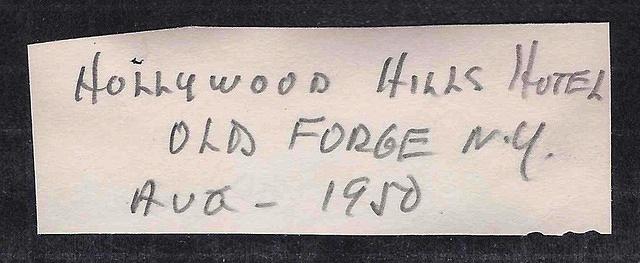 HOLLYWOOD HILLS HOTEL
OLD FORGE N.Y.
AUG - 1950